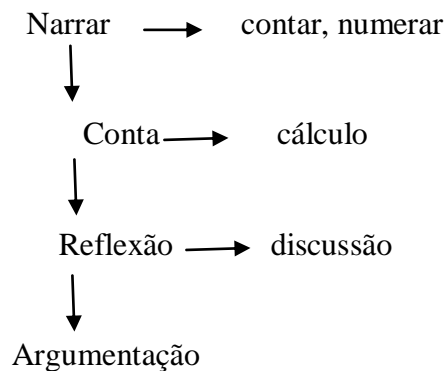 Narrar contar, numerar
Conta cálculo
Reflexão discussão
Argumentação